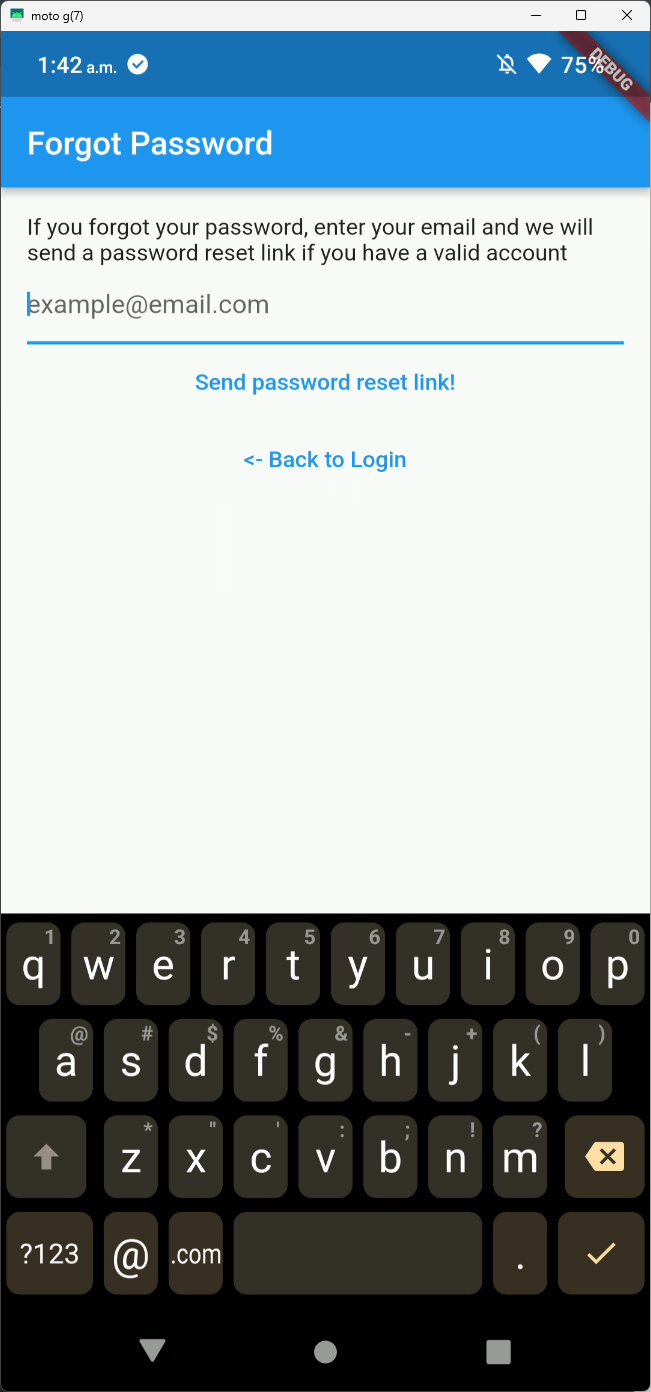 moto g(7)
1:42 a.m.
75%
DEBUG
Forgot Password
If you forgot your password, enter your email and we will
send a password reset link if you have a valid account
example@email.com
Send password reset link!
<- Back to Login
1 2 3 4 5 6 7 8 9 0
q w e r t y u i o p
@ # $ % & - + ( )
a s d f g h j k l
* " ' : ; ! ?
z x c v b n m
?123 @ .com .